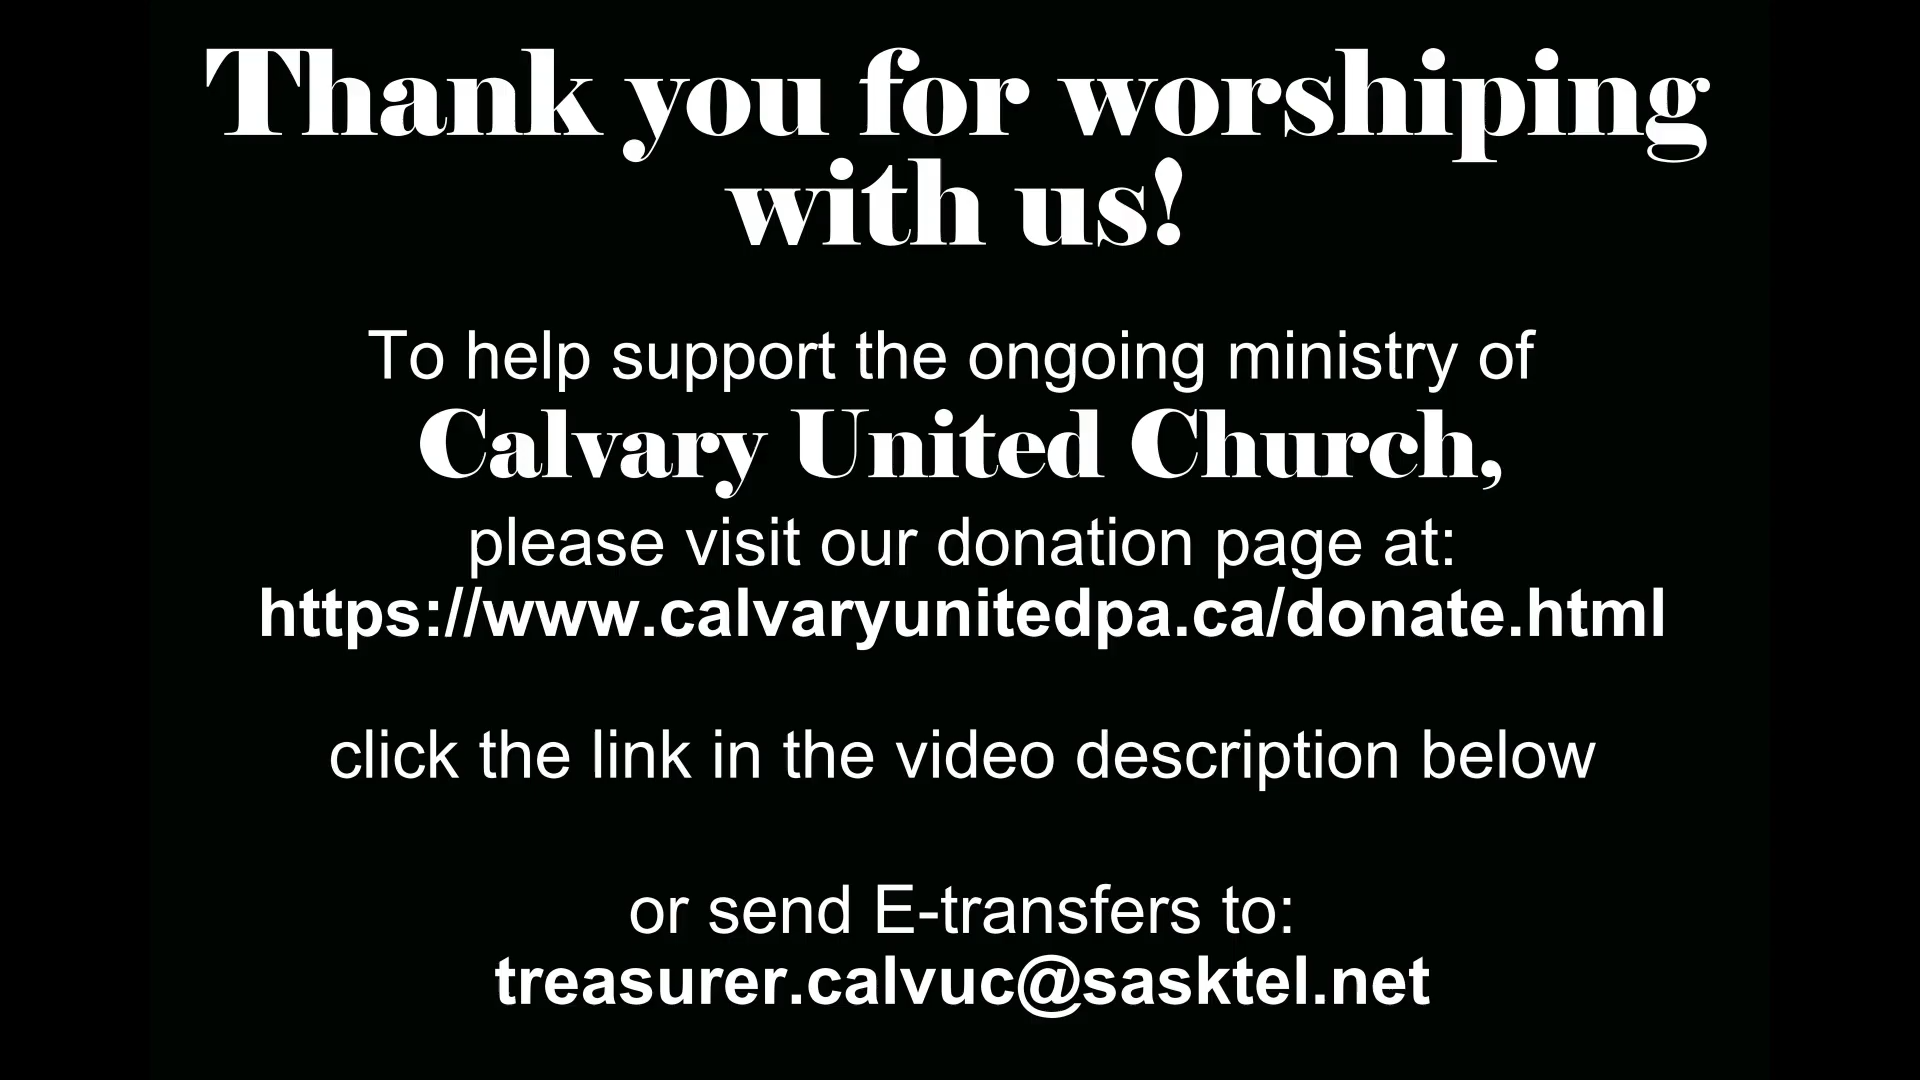 Thank you for worshiping
with us!
To help support the ongoing ministry of
Calvary United Church,
please visit our donation page at:
https://www.calvaryunitedpa.ca/donate.html
click the link in the video description below
or send E-transfers to:
treasurer.calvuc@sasktel.net